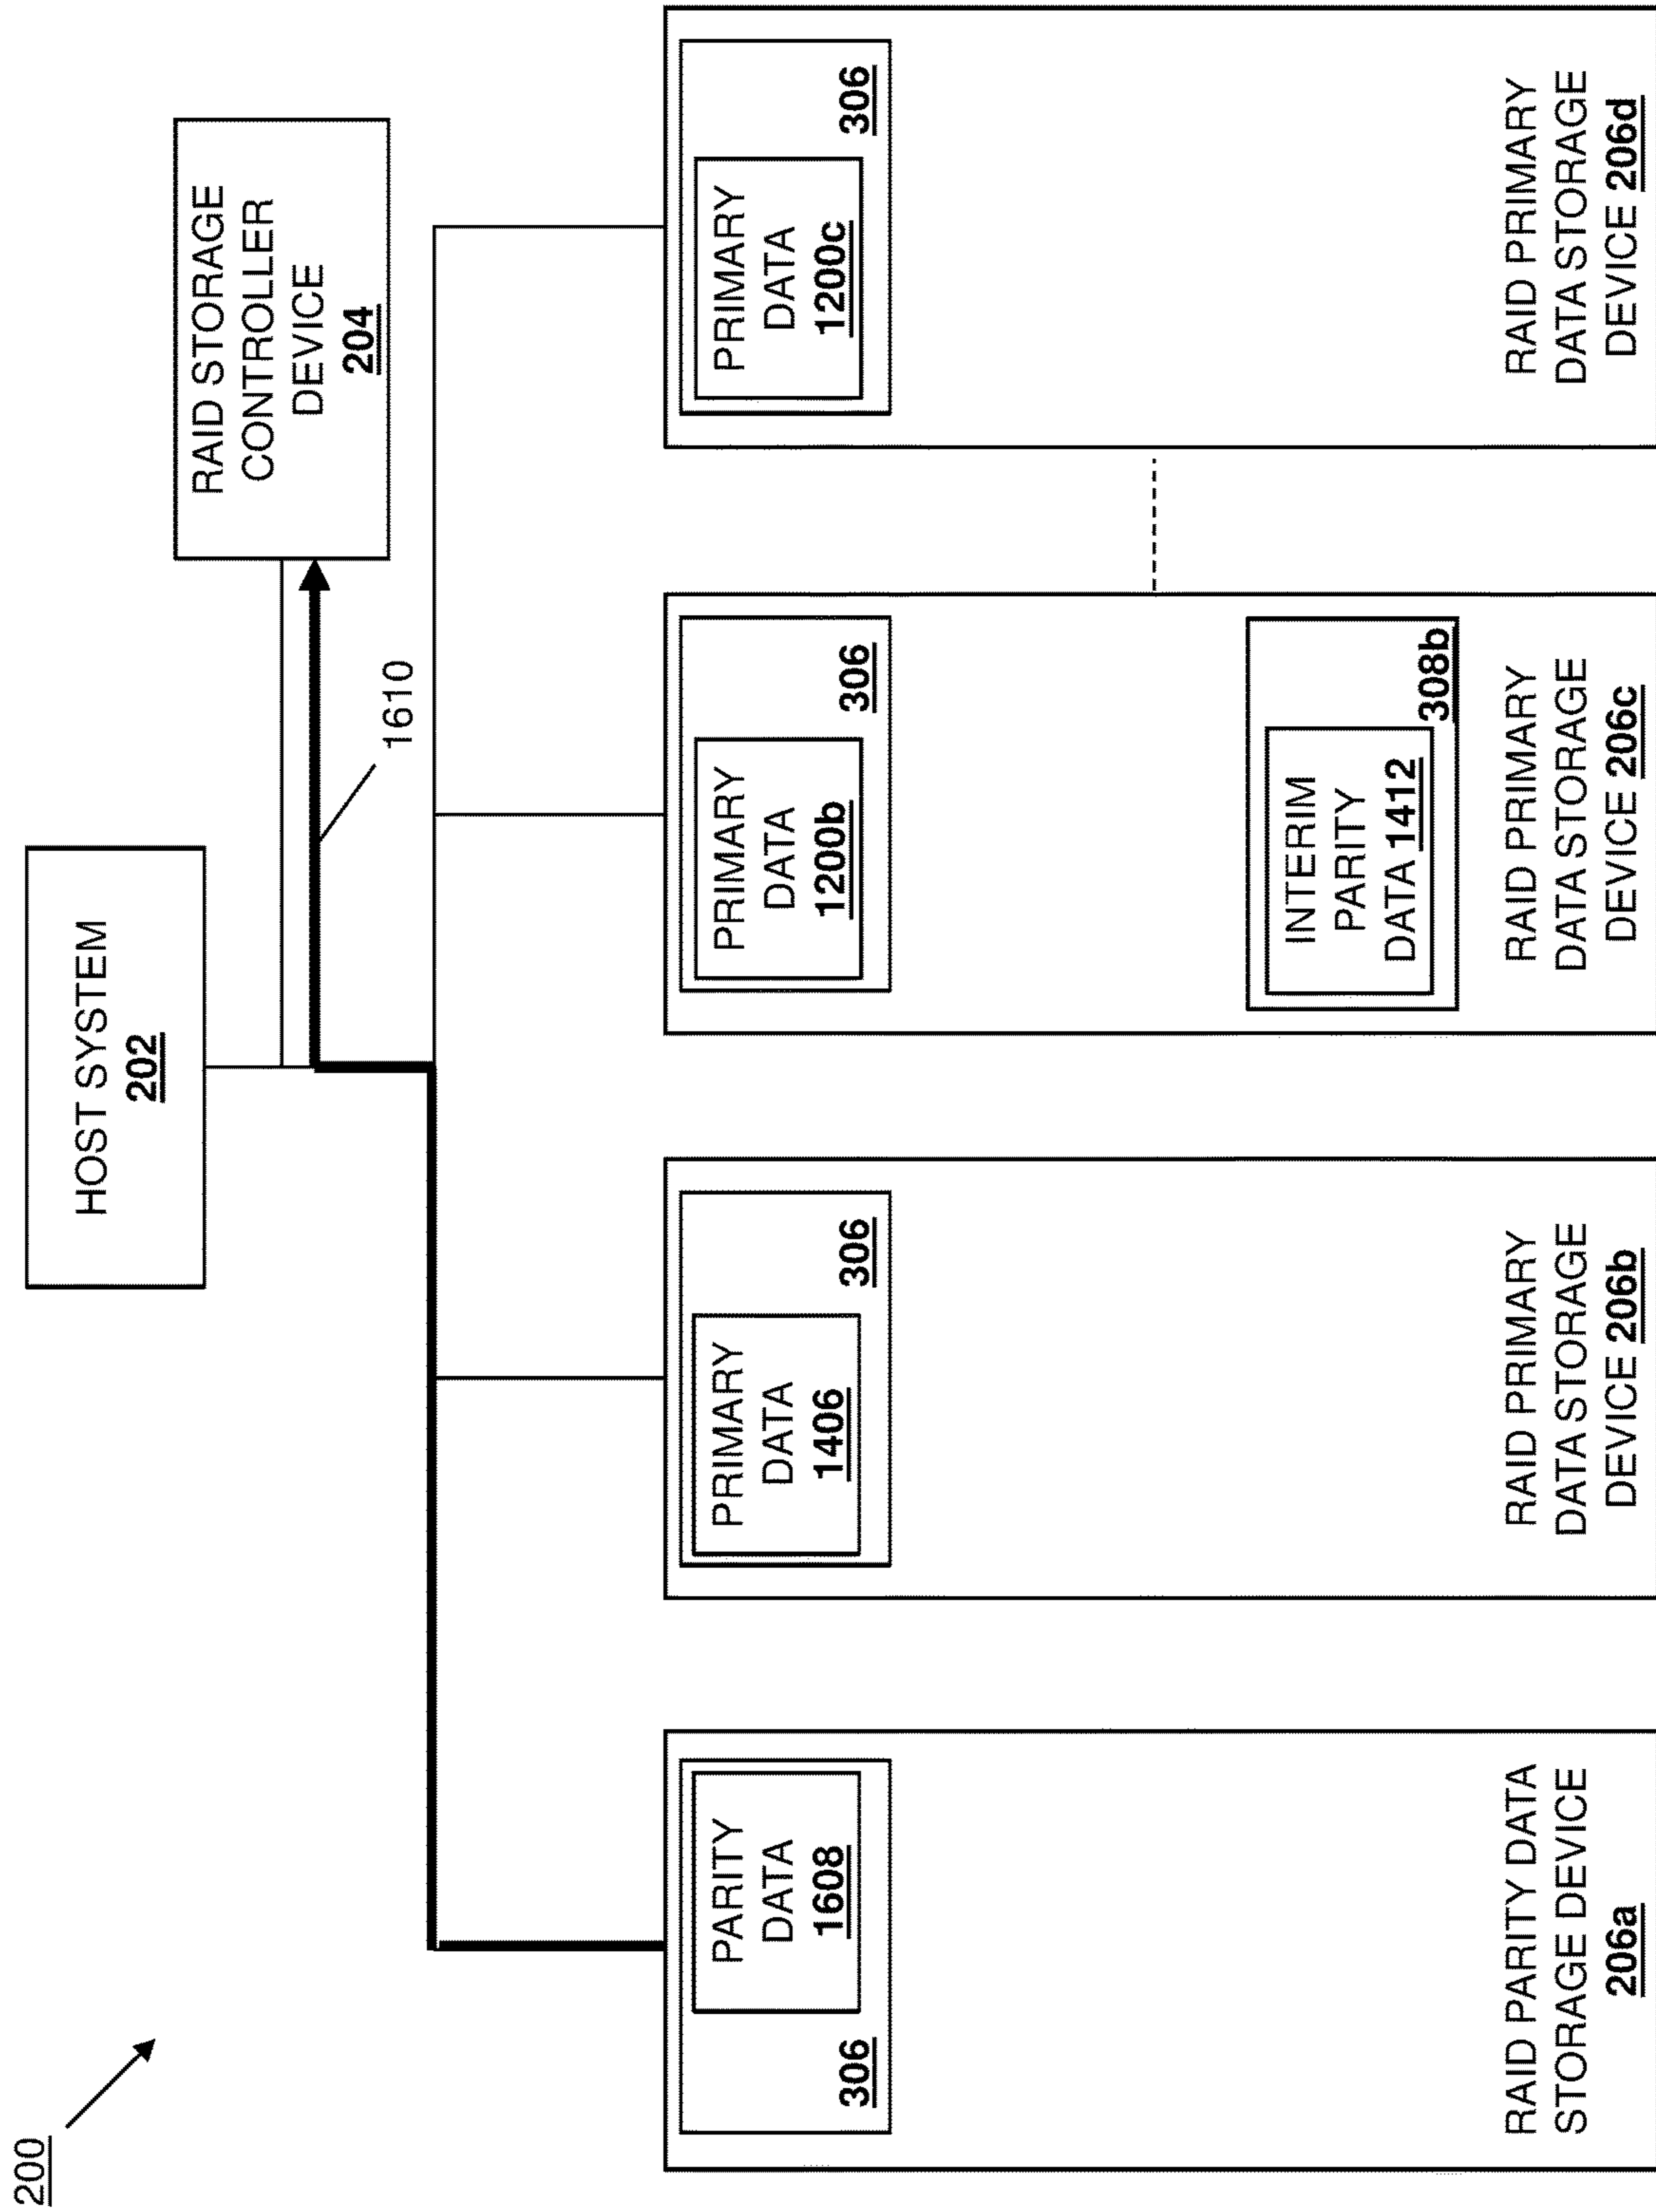 200
HOST SYSTEM
202
RAID STORAGE
CONTROLLER
DEVICE
204
1610
306
PARITY
DATA
1608
RAID PARITY DATA
STORAGE DEVICE
206a
PRIMARY
DATA
1406
306
RAID PRIMARY
DATA STORAGE
DEVICE 206b
PRIMARY
DATA
1200b
306
INTERIM
PARITY
DATA 1412
308b
RAID PRIMARY
DATA STORAGE
DEVICE 206c
PRIMARY
DATA
1200c
306
RAID PRIMARY
DATA STORAGE
DEVICE 206d